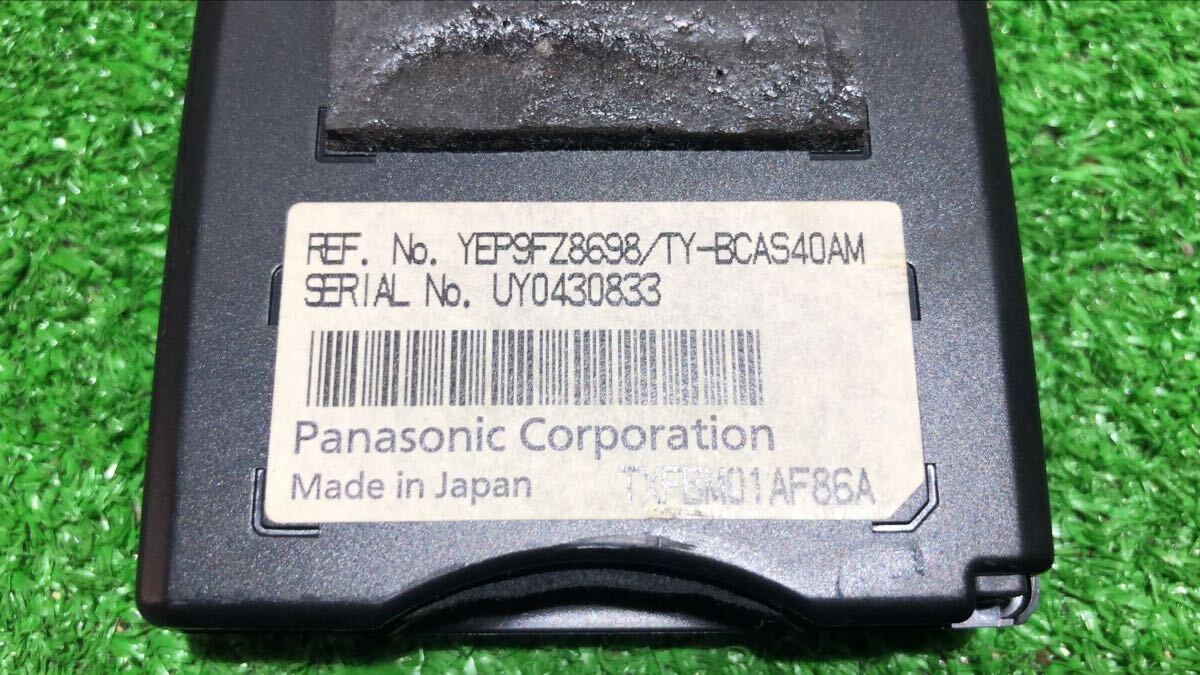 REF. No. YEP9FZ8698/TY-BCAS40AM
SERIAL No. UY0430833
Panasonic Corporation
Made in Japan TXFBM01AF86A